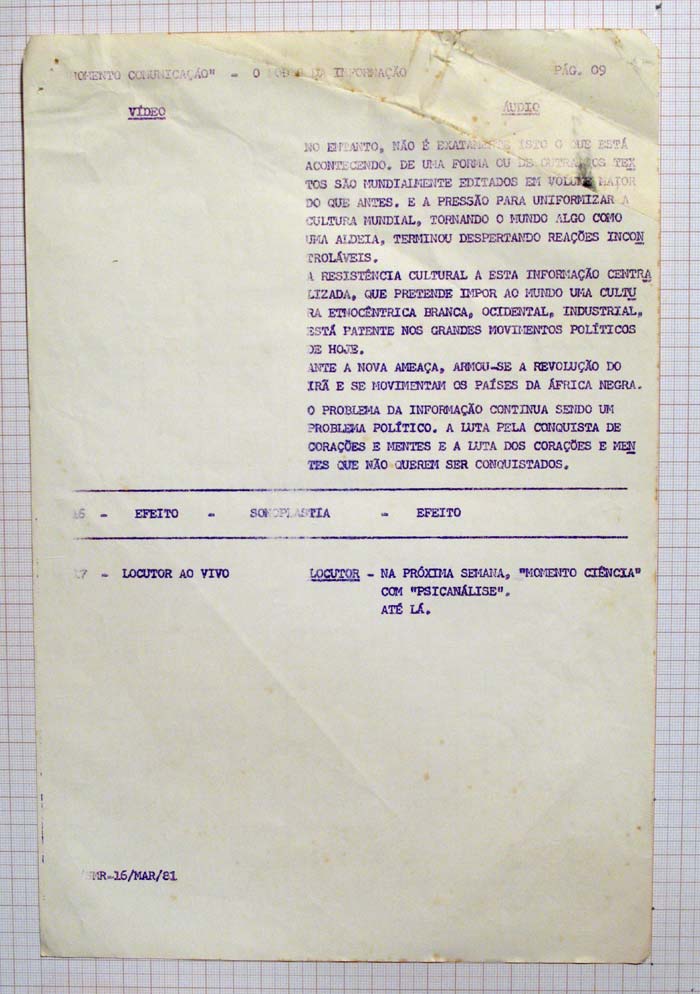 MOMENTO COMUNICAÇÃO" - O PODER DA INFORMAÇÃO PÁG. 09
VÍDEO ÁUDIO
NO ENTANTO, NÃO É EXATAMENTE ISTO O QUE ESTÁ
ACONTECENDO. DE UMA FORMA OU DE OUTRA, OS TEX
TOS SÃO MUNDIALMENTE EDITADOS EM VOLUME MAIOR
DO QUE ANTES. E A PRESSÃO PARA UNIFORMIZAR A
CULTURA MUNDIAL, TORNANDO O MUNDO ALGO COMO
UMA ALDEIA, TERMINOU DESPERTANDO REAÇÕES INCON
TROLÁVEIS.
A RESISTÊNCIA CULTURAL A ESTA INFORMAÇÃO CENTRA
LIZADA, QUE PRETENDE IMPOR AO MUNDO UMA CULTU
RA ETNOCÊNTRICA BRANCA, OCIDENTAL, INDUSTRIAL,
ESTÁ PATENTE NOS GRANDES MOVIMENTOS POLÍTICOS
DE HOJE.
ANTE A NOVA AMEAÇA, ARMOU-SE A REVOLUÇÃO DO
IRÃ E SE MOVIMENTAM OS PAÍSES DA ÁFRICA NEGRA.
O PROBLEMA DA INFORMAÇÃO CONTINUA SENDO UM
PROBLEMA POLÍTICO. A LUTA PELA CONQUISTA DE
CORAÇÕES E MENTES E A LUTA DOS CORAÇÕES E MEN
TES QUE NÃO QUEREM SER CONQUISTADOS.
16 - EFEITO - SONOPLASTIA - EFEITO
17 - LOCUTOR AO VIVO LOCUTOR - NA PRÓXIMA SEMANA, "MOMENTO CIÊNCIA"
COM "PSICANÁLISE".
ATÉ LÁ.
/SMR-16/MAR/81